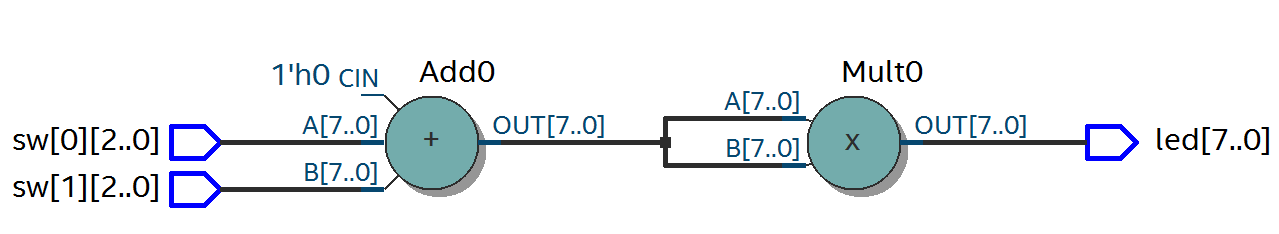 Add0
Mult0
1'h0 CIN
sw[0][2..0]
A[7..0]
+
OUT[7..0]
A[7..0]
B[7..0]
x
OUT[7..0]
led[7..0]
sw[1][2..0]
B[7..0]